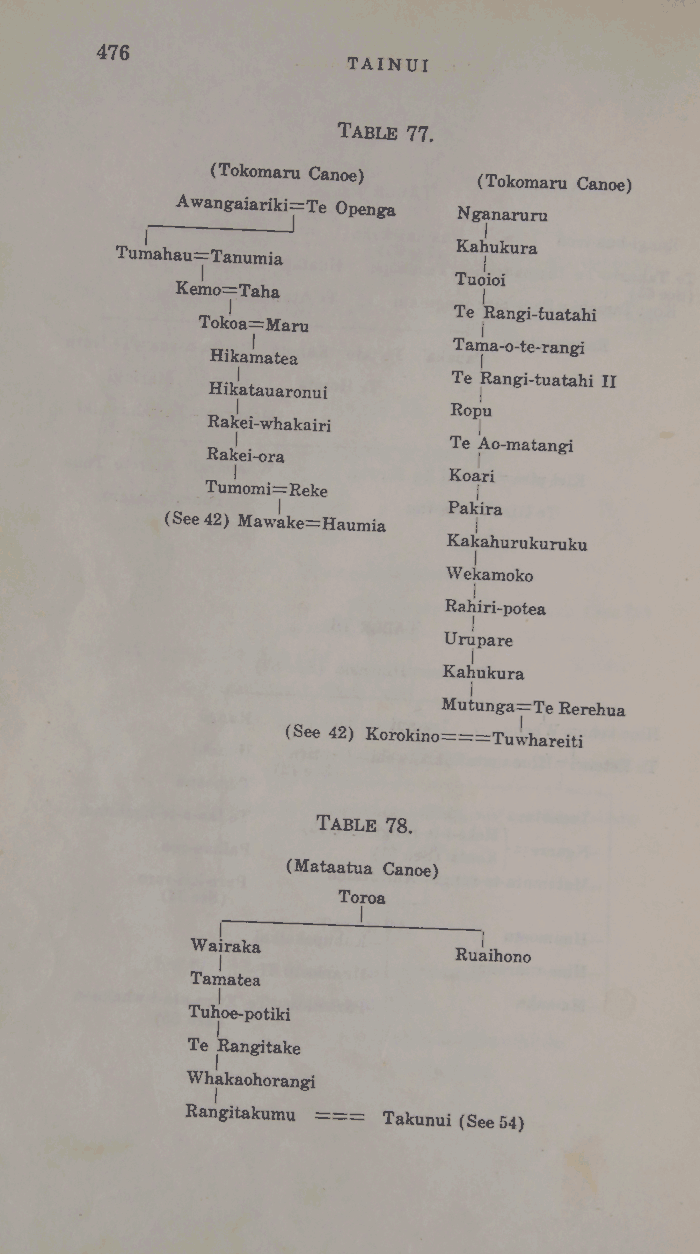 476
TAINUI
TABLE 77.
(Tokomaru Canoe)
Awangaiariki=Te Openga
Tumahau=Tanumia
Kemo=Taha
Tokoa=Maru
Hikamatea
Hikatauaronui
Rakei-whakairi
Rakei-ora
Tumomi=Reke
(See 42) Mawake=Haumia
(Tokomaru Canoe)
Nganaruru
Kahukura
Tuoioi
Te Rangi-tuatahi
Tama-o-te-rangi
Te Rangi-tuatahi II
Ropu
Te Ao-matangi
Koari
Pakira
Kakahurukuruku
Wekamoko
Rahiri-potea
Urupare
Kahukura
Mutunga=Te Rerehua
(See 42) Korokino===Tuwhareiti
TABLE 78.
(Mataatua Canoe)
Toroa
Wairaka
Ruaihono
Tamatea
Tuhoe-potiki
Te Rangitake
Whakaohorangi
Rangitakumu === Takunui (See 54)